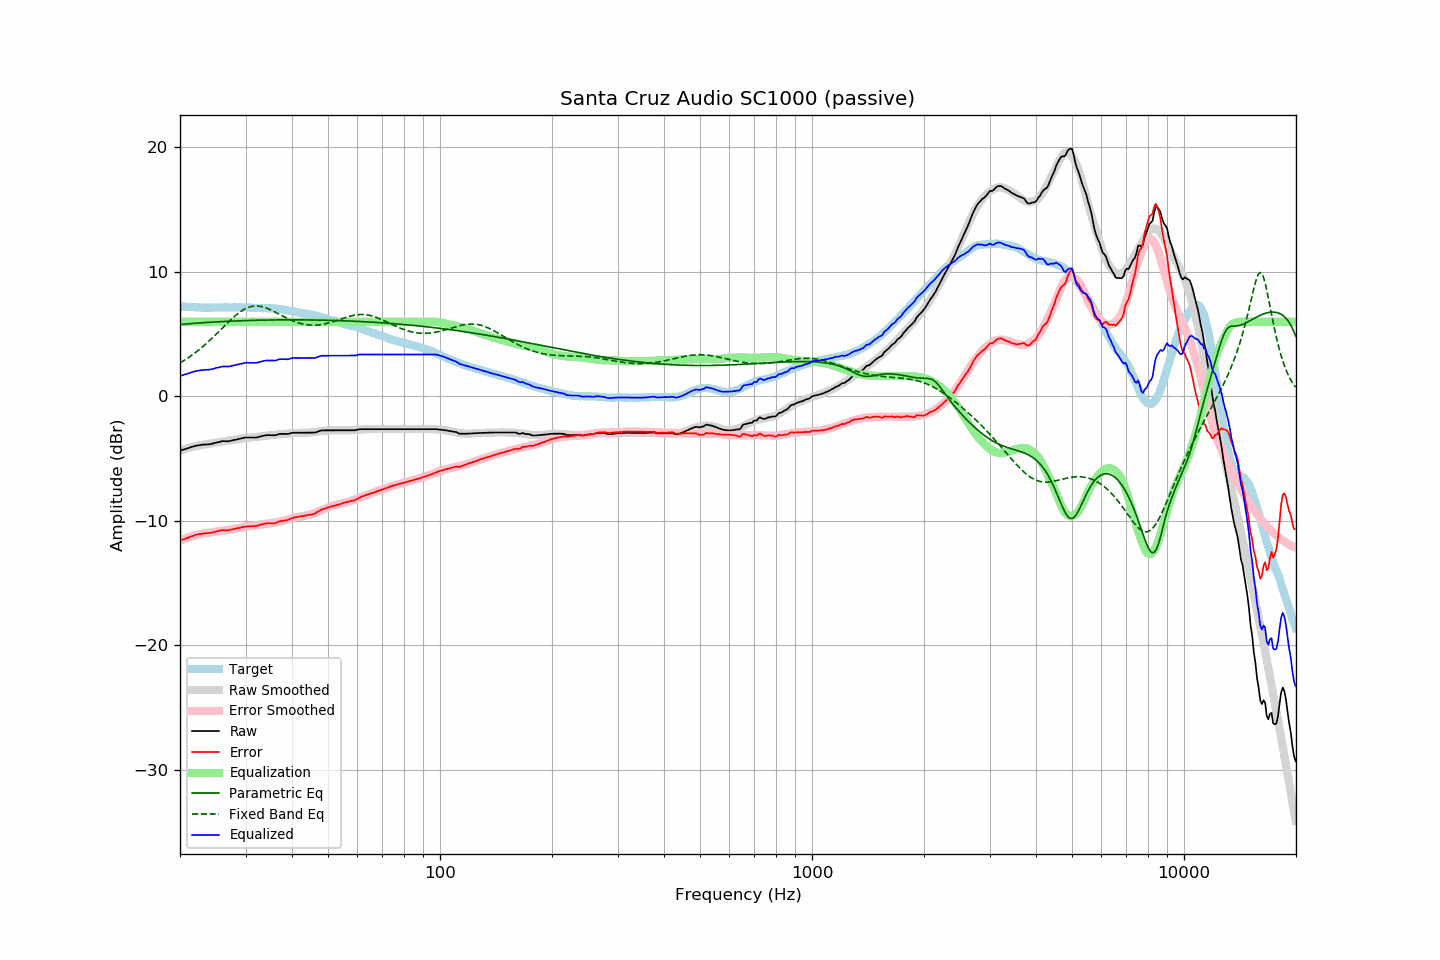 Santa Cruz Audio SC1000 (passive)
20
10
0
−10
−20
−30
Amplitude (dBr)
100
1000
10000
Frequency (Hz)
Target
Raw Smoothed
Error Smoothed
Raw
Error
Equalization
Parametric Eq
Fixed Band Eq
Equalized